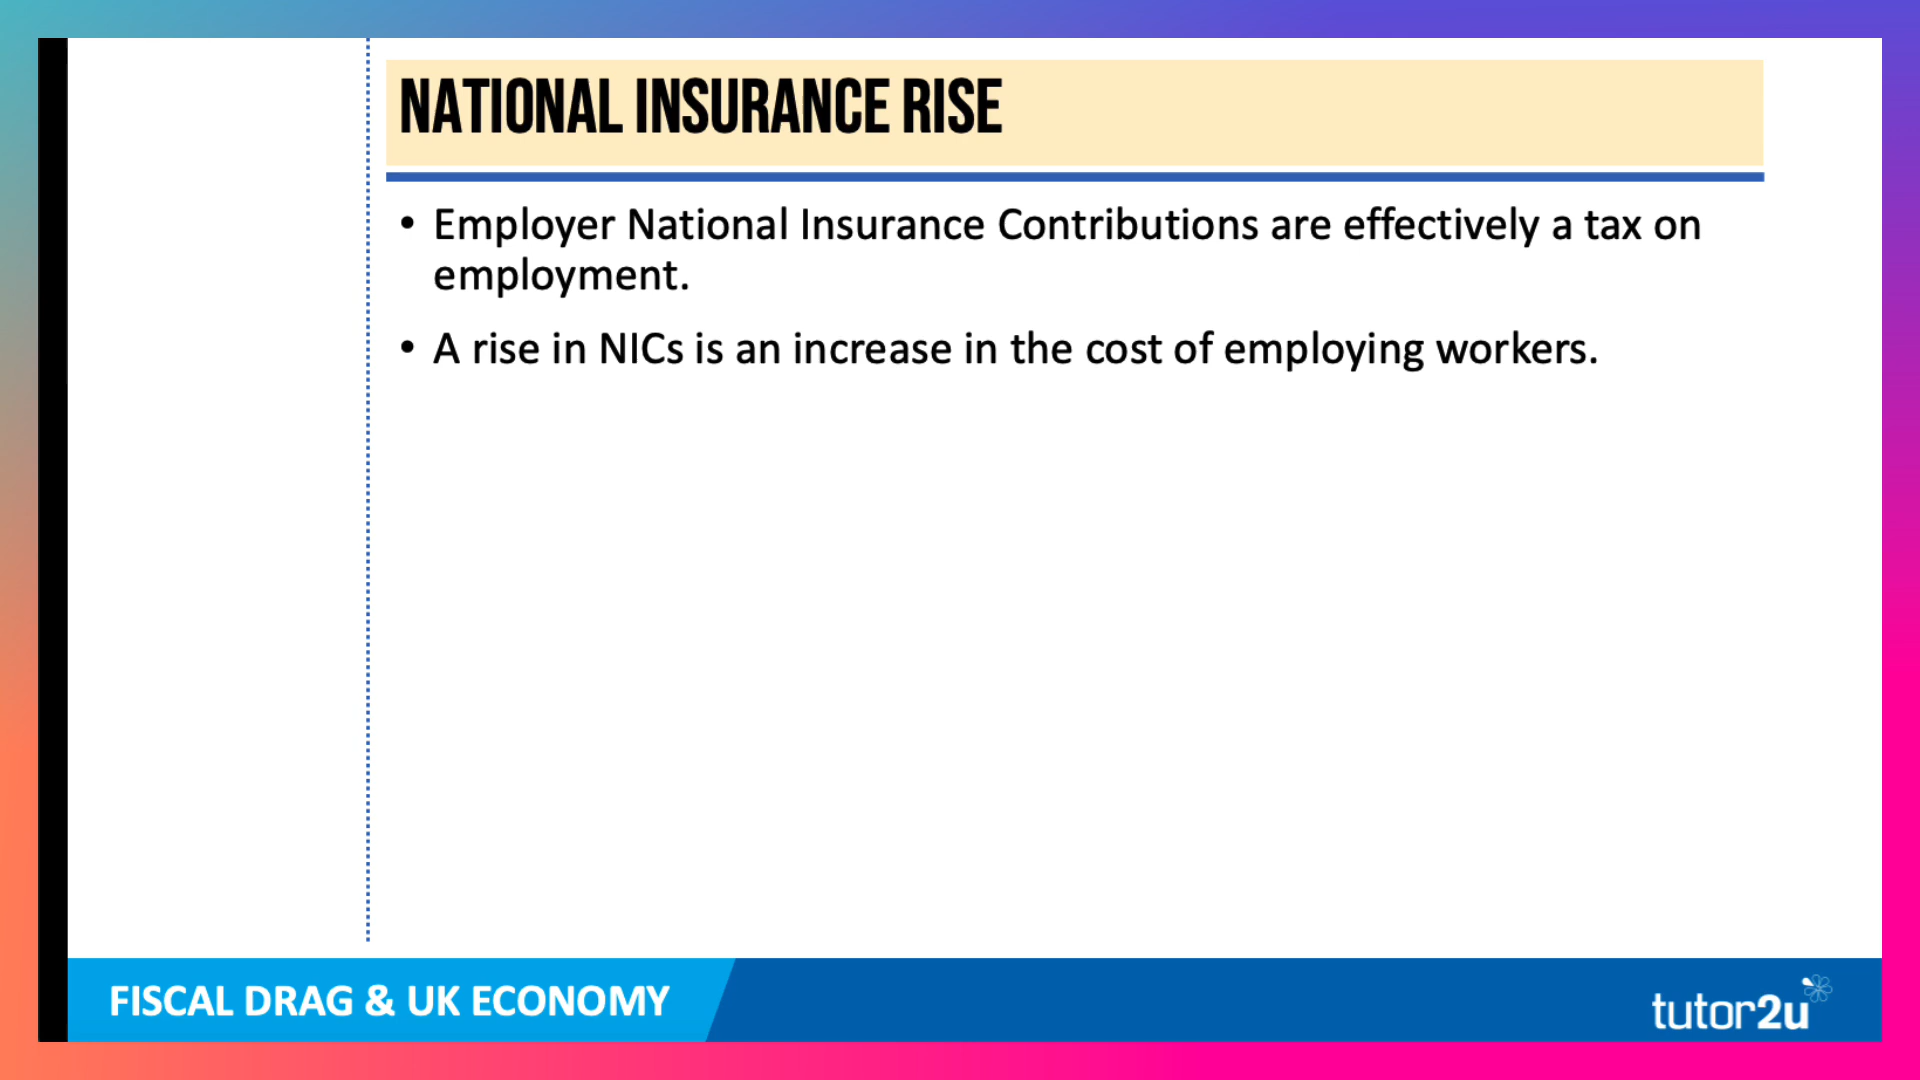 NATIONAL INSURANCE RISE
• Employer National Insurance Contributions are effectively a tax on
employment.
• A rise in NICs is an increase in the cost of employing workers.
FISCAL DRAG & UK ECONOMY
tutor2u